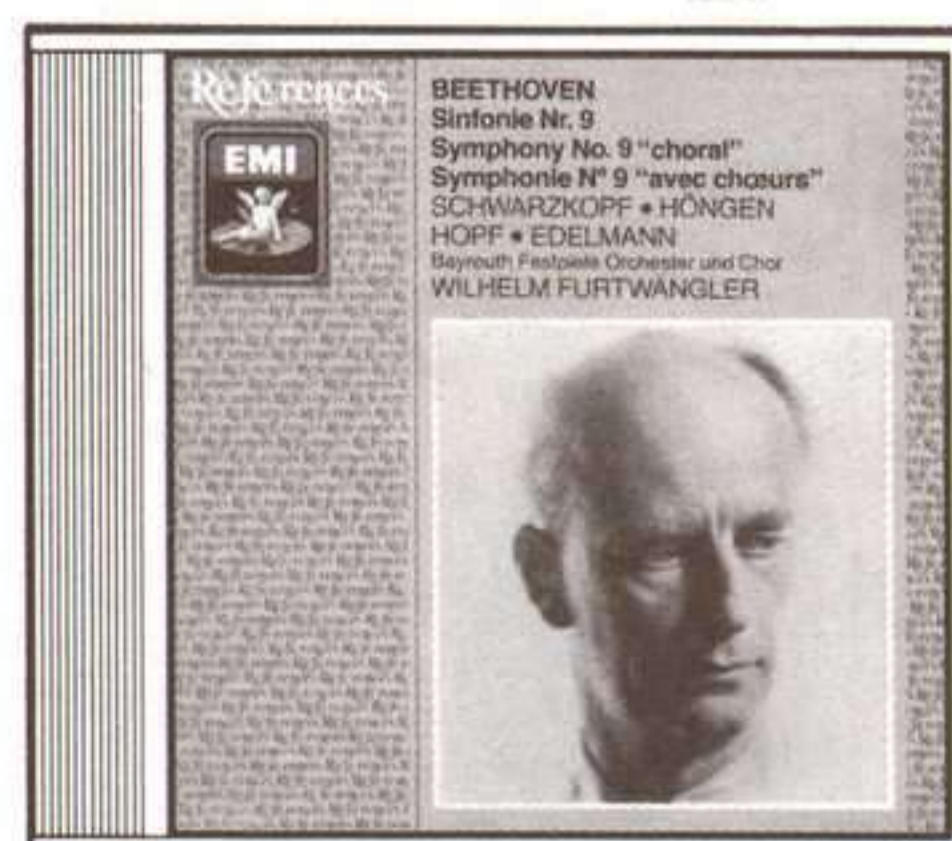 References
EMI
BEETHOVEN
Sinfonie Nr. 9
Symphony No. 9 “choral”
Symphonie N° 9 “avec chœurs”
SCHWARZKOPF • HÖNGEN
HOPF • EDELMANN
Bayreuth Festpiele Orchester und Chor
WILHELM FURTWÄNGLER